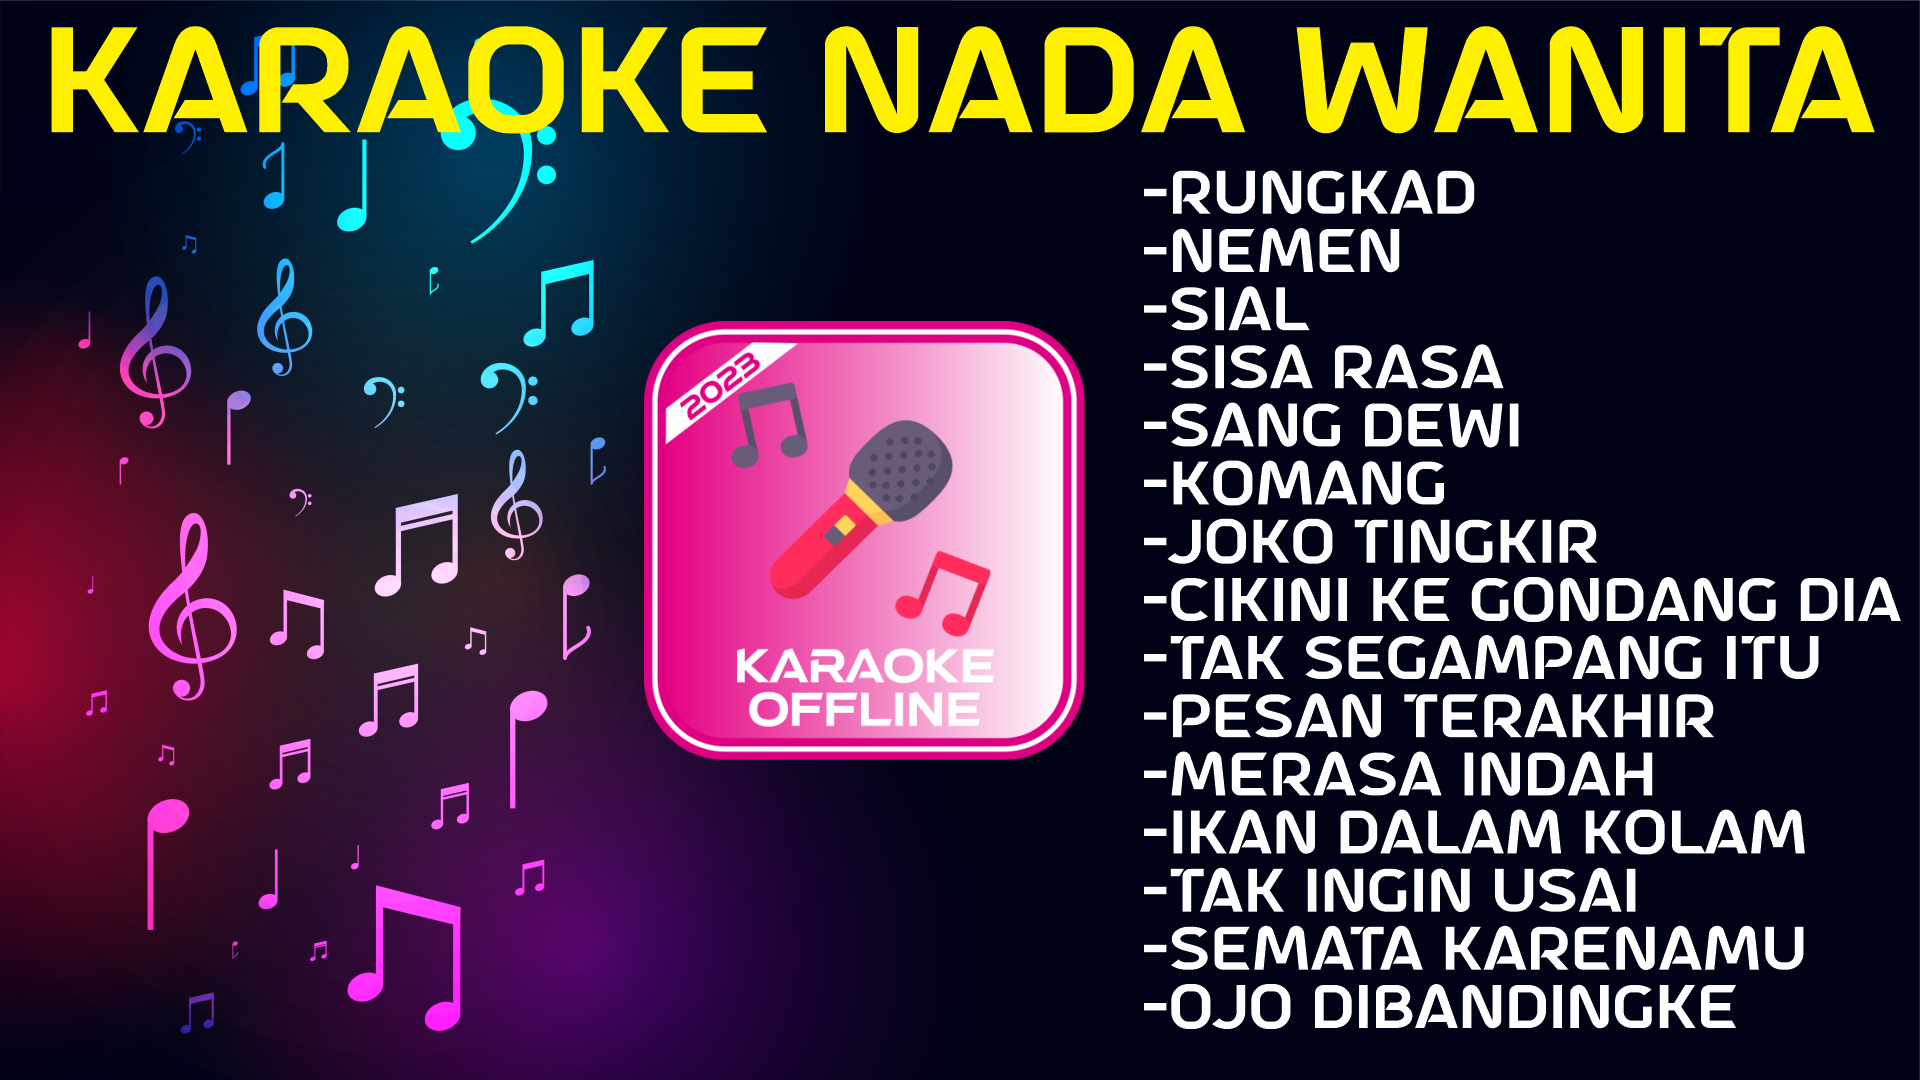 KARAOKE NADA WANITA
2023
KARAOKE
OFFLINE
-RUNGKAD
-NEMEN
-SIAL
-SISA RASA
-SANG DEWI
-KOMANG
-JOKO TINGKIR
-CIKINI KE GONDANG DIA
-TAK SEGAMPANG ITU
-PESAN TERAKHIR
-MERASA INDAH
-IKAN DALAM KOLAM
-TAK INGIN USAI
-SEMATA KARENAMU
-OJO DIBANDINGKE